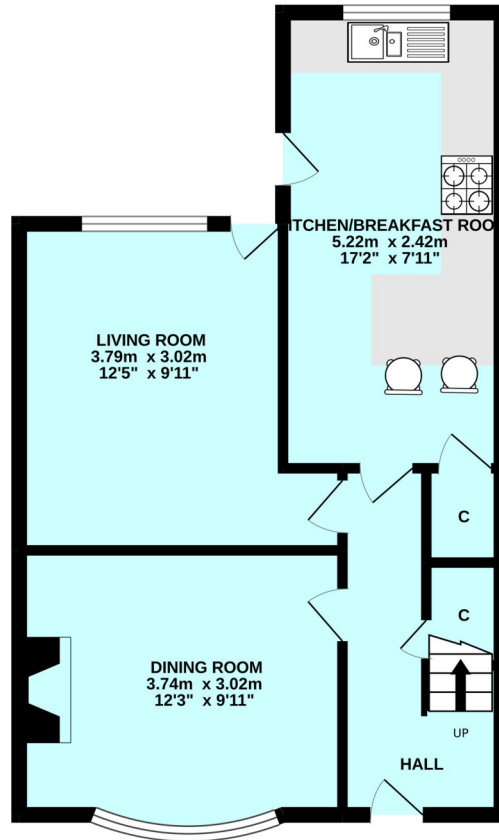 ITCHEN/BREAKFAST ROO
5.22m x 2.42m
17'2" x 7'11"
LIVING ROOM
3.79m x 3.02m
12'5" x 9'11"
C
C
DINING ROOM
3.74m x 3.02m
12'3" x 9'11"
UP
HALL